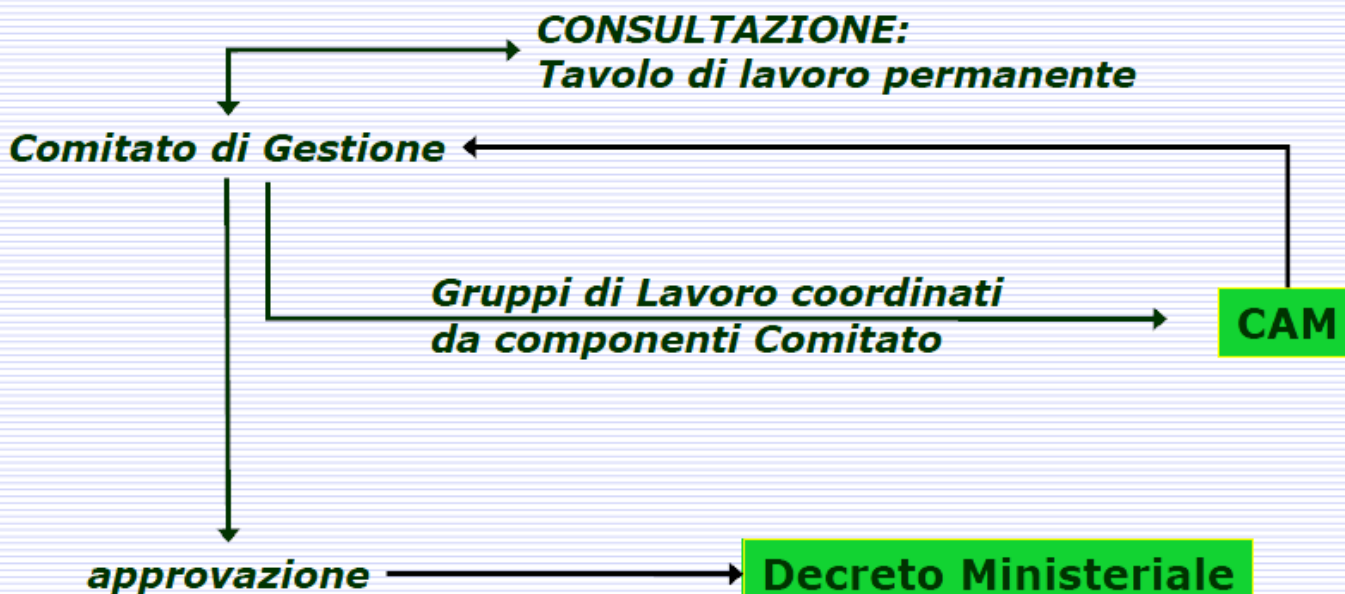 CONSULTAZIONE:
Tavolo di lavoro permanente
Comitato di Gestione
Gruppi di Lavoro coordinati
da componenti Comitato
CAM
approvazione
Decreto Ministeriale